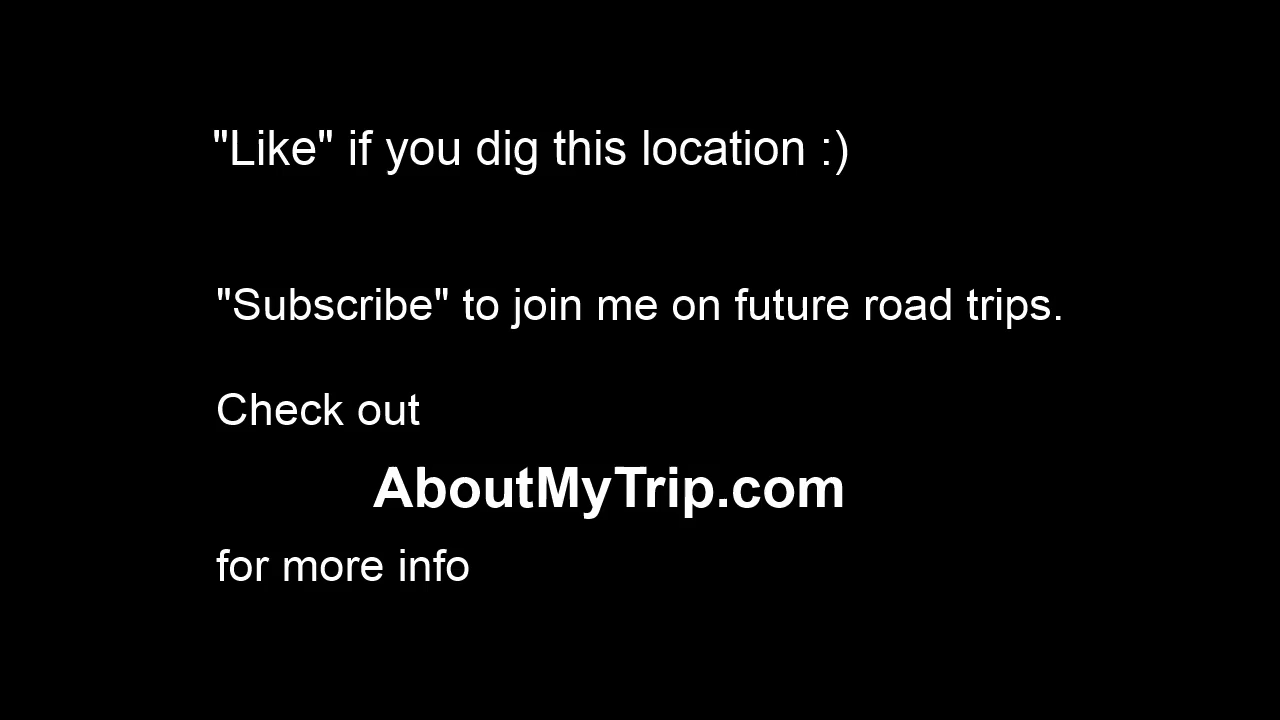 "Like" if you dig this location :)
"Subscribe" to join me on future road trips.
Check out
AboutMyTrip.com
for more info